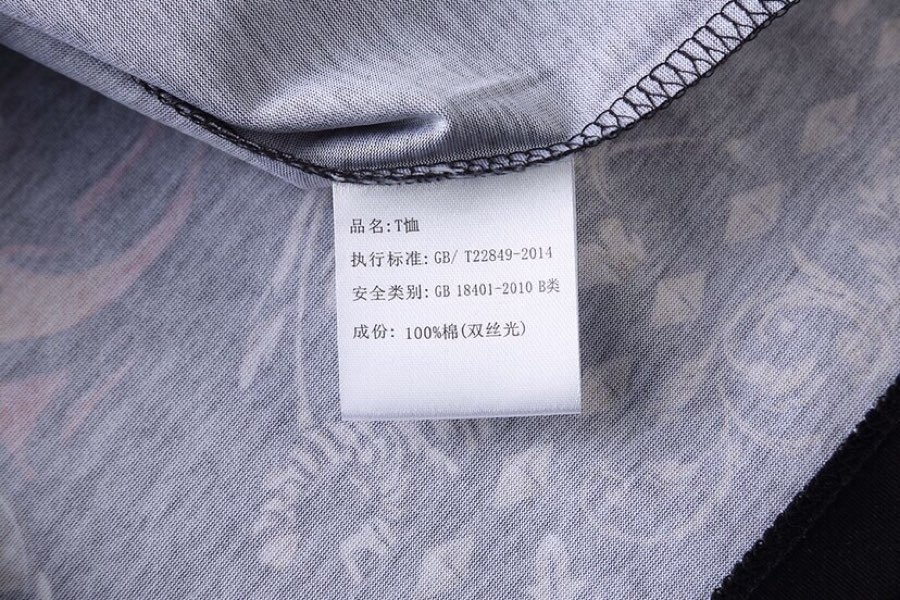 品名:T恤
执行标准: GB/ T22849-2014
安全类别: GB 18401-2010 B类
成份: 100%棉(双丝光)